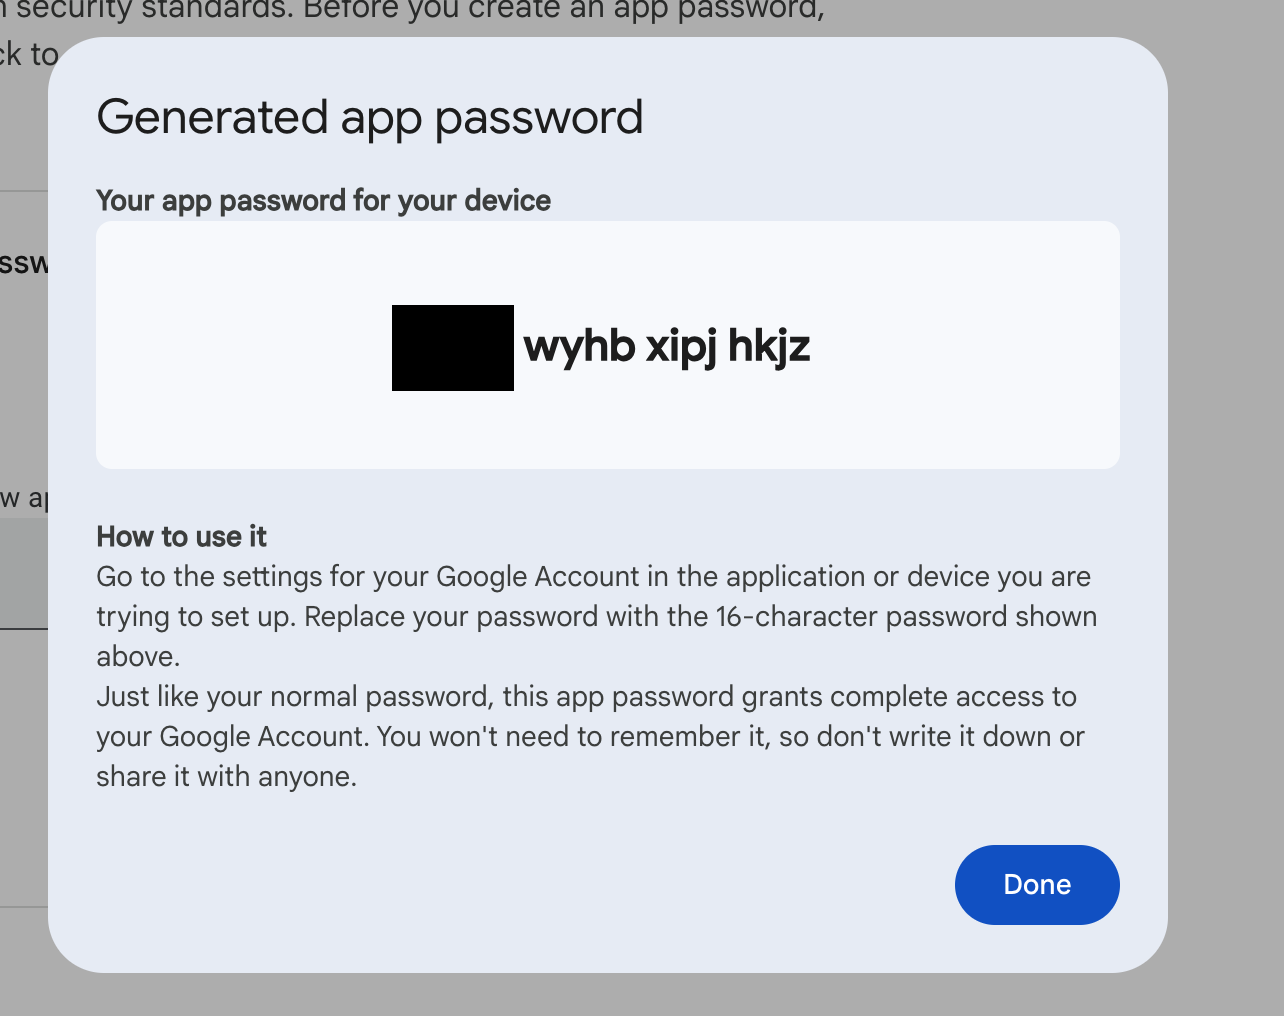 n security standards. Before you create an app password,
ck to
Generated app password
Your app password for your device
ssw
wyhb xipj hkjz
w ap
How to use it
Go to the settings for your Google Account in the application or device you are
trying to set up. Replace your password with the 16-character password shown
above.
Just like your normal password, this app password grants complete access to
your Google Account. You won't need to remember it, so don't write it down or
share it with anyone.
Done